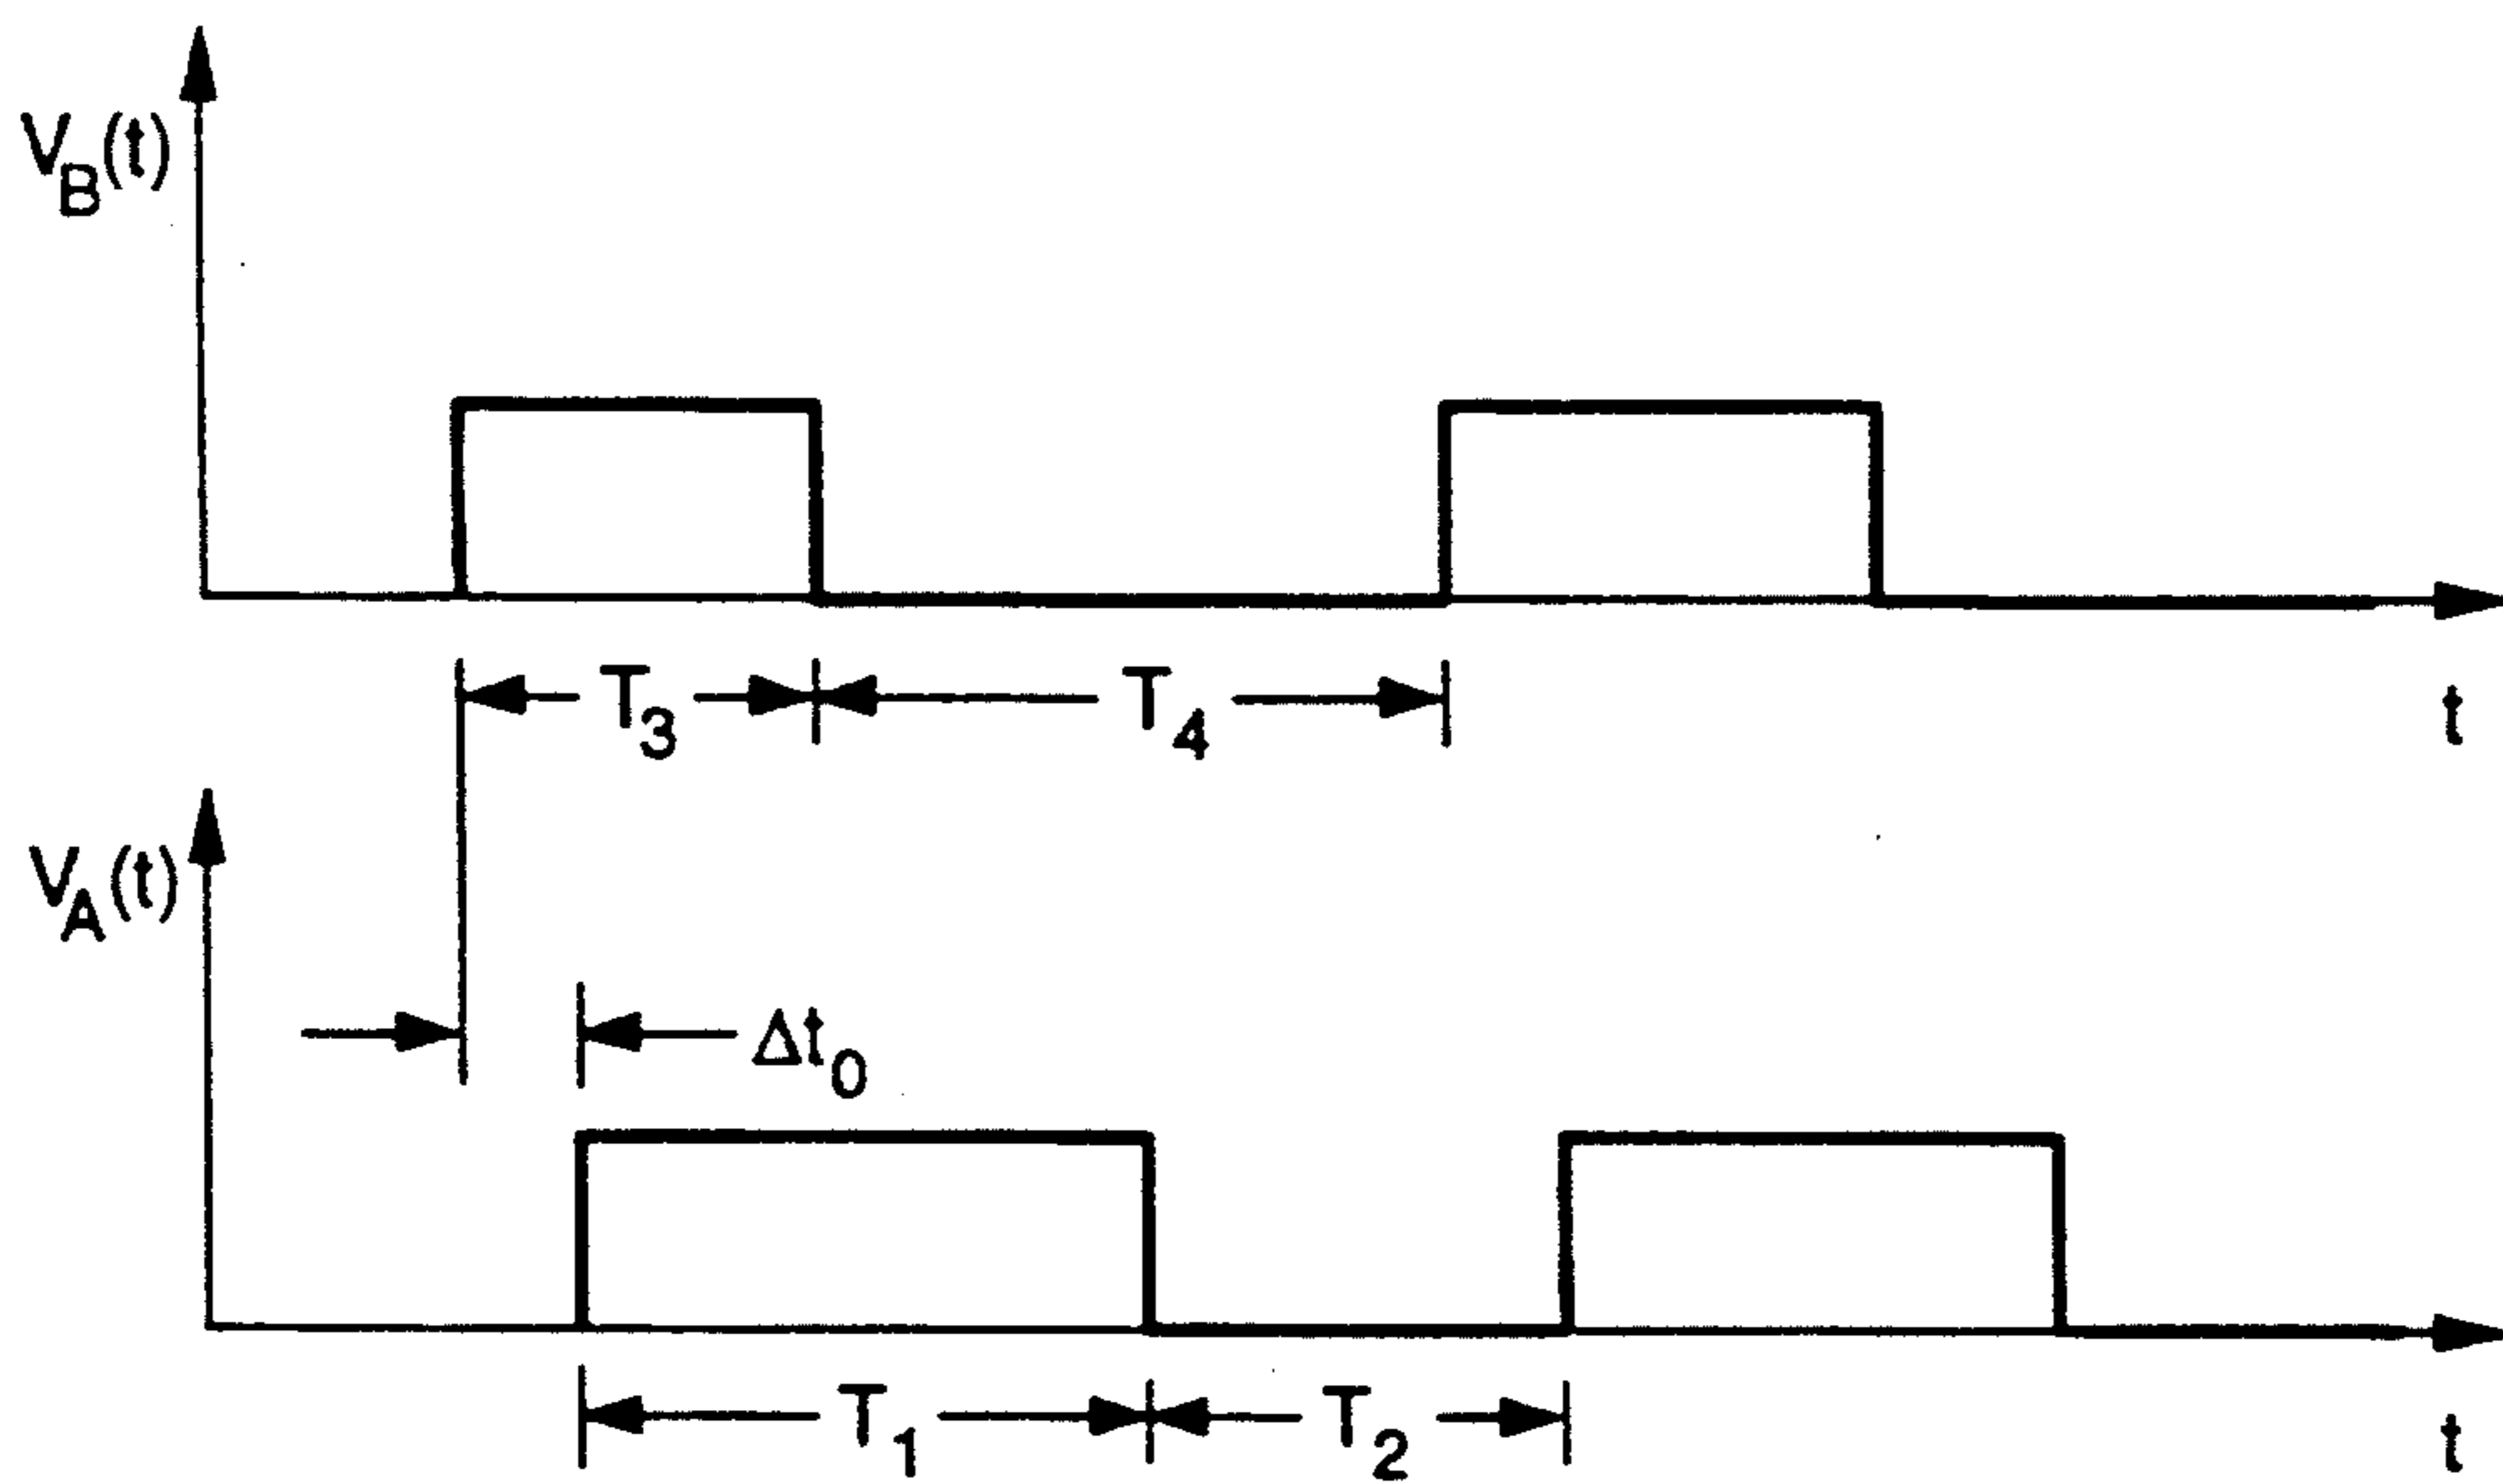 V_B(t)
T_3
T_4
t
V_A(t)
Δt_0
T_1
T_2
t